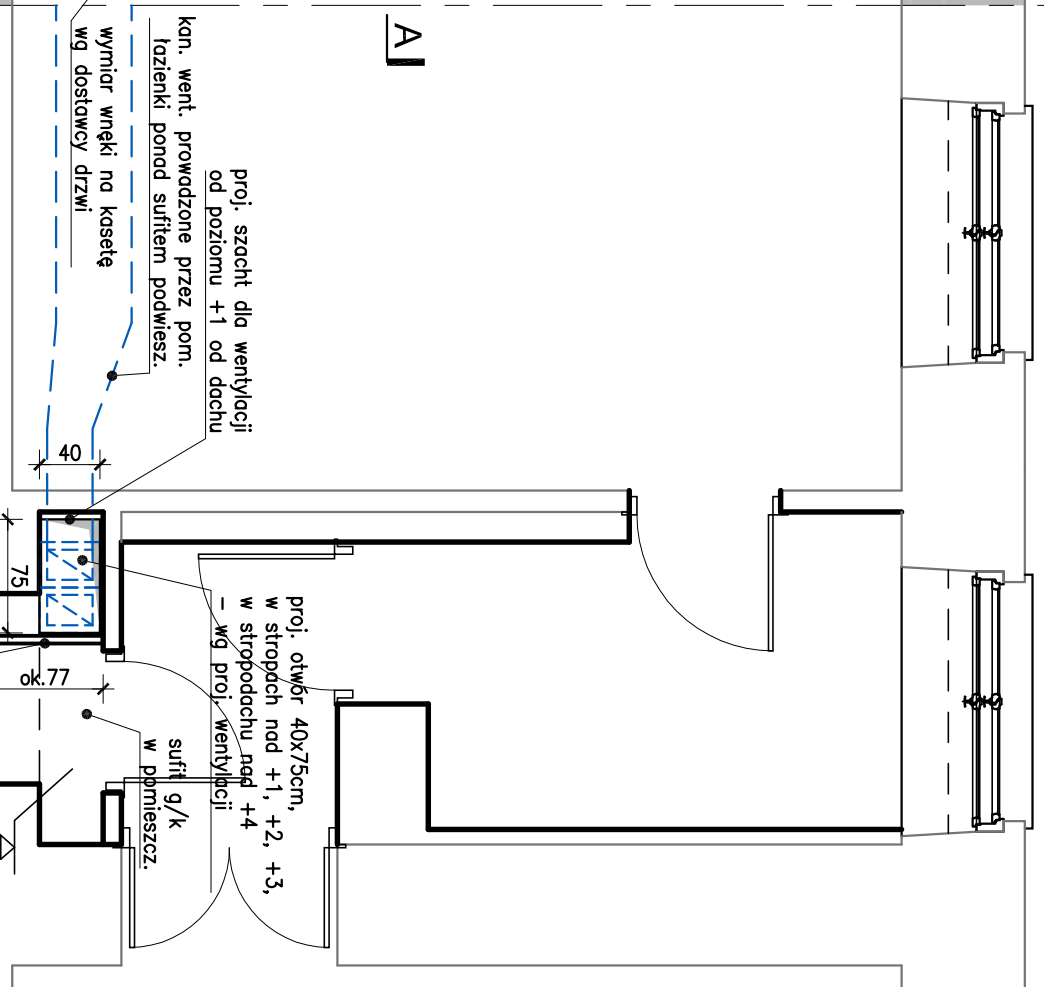 A
kan. went. prowadzone przez pom.
łazienki ponad sufitem podwiesz.
wymiar wnęki na kasetę
wg dostawcy drzwi
proj. szacht dla wentylacji
od poziomu +1 od dachu
40
75
ok.77
proj. otwór 40x75cm,
w stropach nad +1, +2, +3,
w stropodachu nad +4
- wg proj. wentylacji
sufit g/k
w pomieszcz.